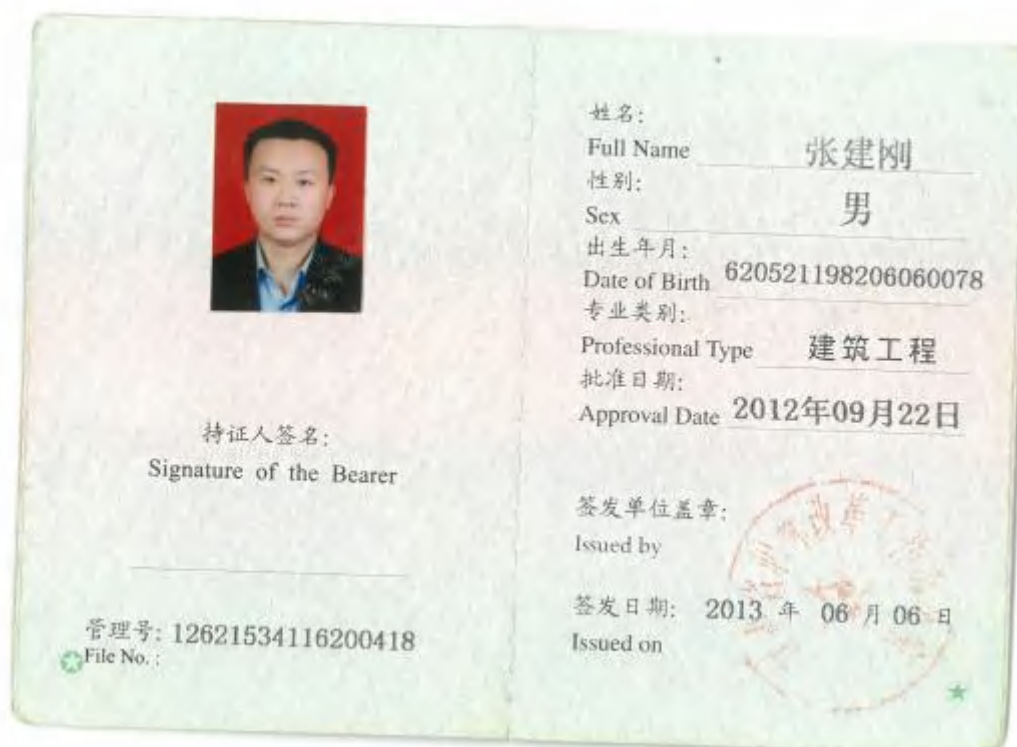 持证人签名:
Signature of the Bearer
管理号: 12621534116200418
File No. :
姓名:
Full Name 张建刚
性别:
Sex 男
出生年月:
Date of Birth 620521198206060078
专业类别:
Professional Type 建筑工程
批准日期:
Approval Date 2012年09月22日
签发单位盖章:
Issued by
签发日期: 2013 年 06 月 06 日
Issued on